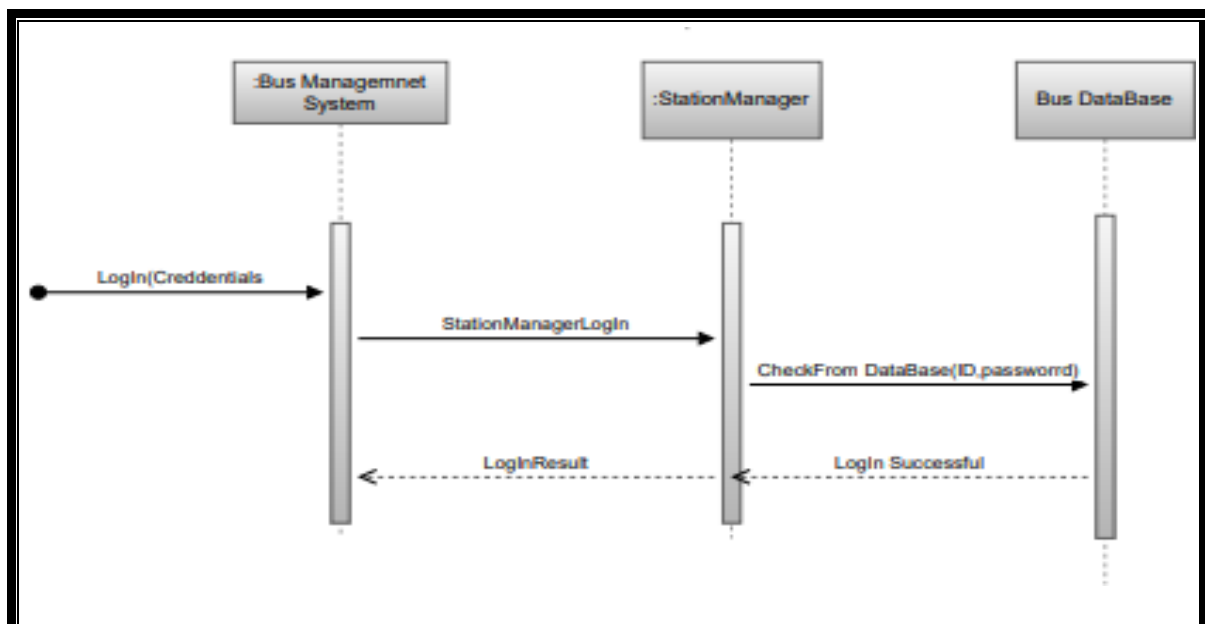 :Bus Managemnet
System
:StationManager
Bus DataBase
LogIn(Creddentials
StationManagerLogIn
CheckFrom DataBase(ID,passworrd)
LogInResult
LogIn Successful